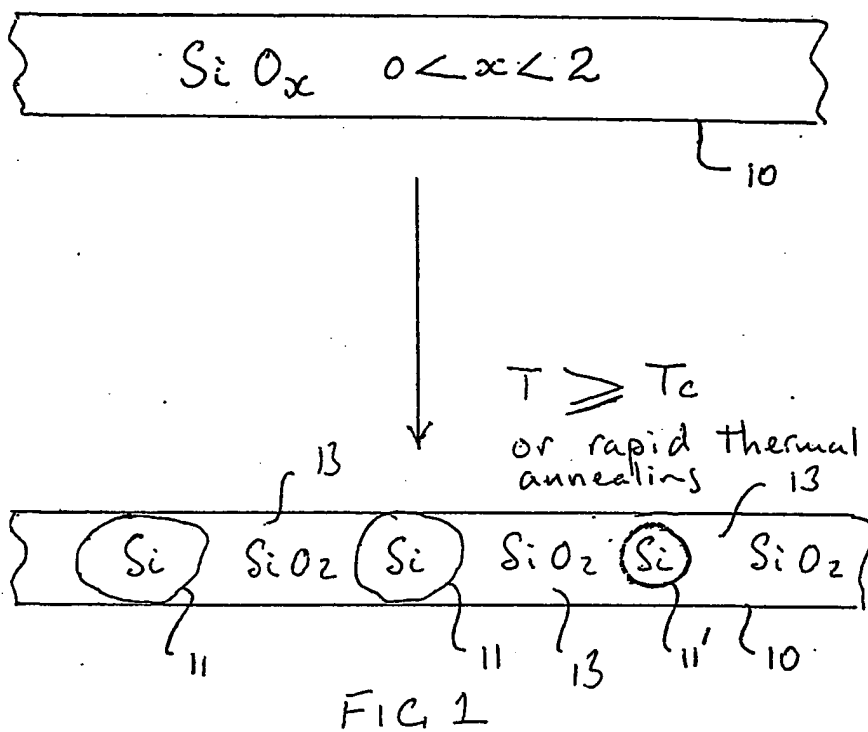 SiOx 0<x<2
10
T ⩾ Tc
or rapid thermal
annealing
13
13
Si SiO2 Si SiO2 Si SiO2
11
11
13
11'
10
FIG 1